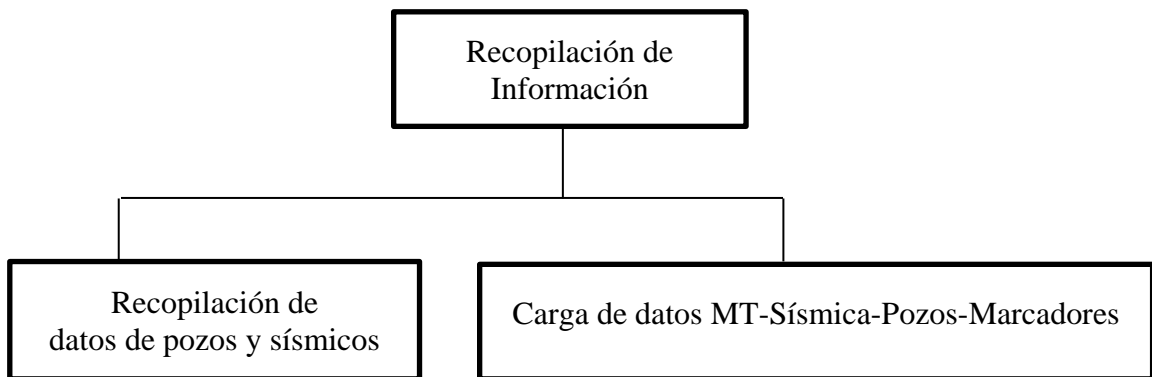 Recopilación de
Información
Recopilación de
datos de pozos y sísmicos
Carga de datos MT-Sísmica-Pozos-Marcadores